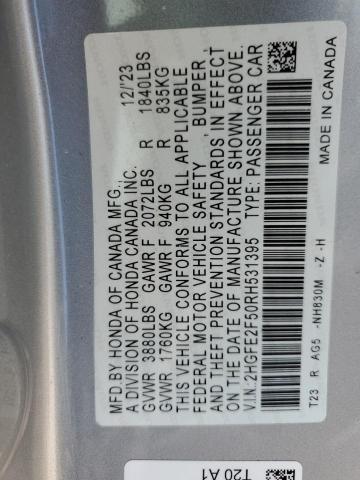 MFD.BY HONDA OF CANADA MFG., 12/'23
A DIVISION OF HONDA CANADA INC.
GVWR 3880LBS GAWR F 2072LBS R 1840LBS
GVWR 1760KG GAWR F 940KG R 835KG
THIS VEHICLE CONFORMS TO ALL APPLICABLE
FEDERAL MOTOR VEHICLE SAFETY , BUMPER ,
AND THEFT PREVENTION STANDARDS IN EFFECT
ON THE DATE OF MANUFACTURE SHOWN ABOVE.
V.I.N:2HGFE2F50RH531395 TYPE:PASSENGER CAR
T23 R AG5 -NH830M -Z -H MADE IN CANADA
T20 A1